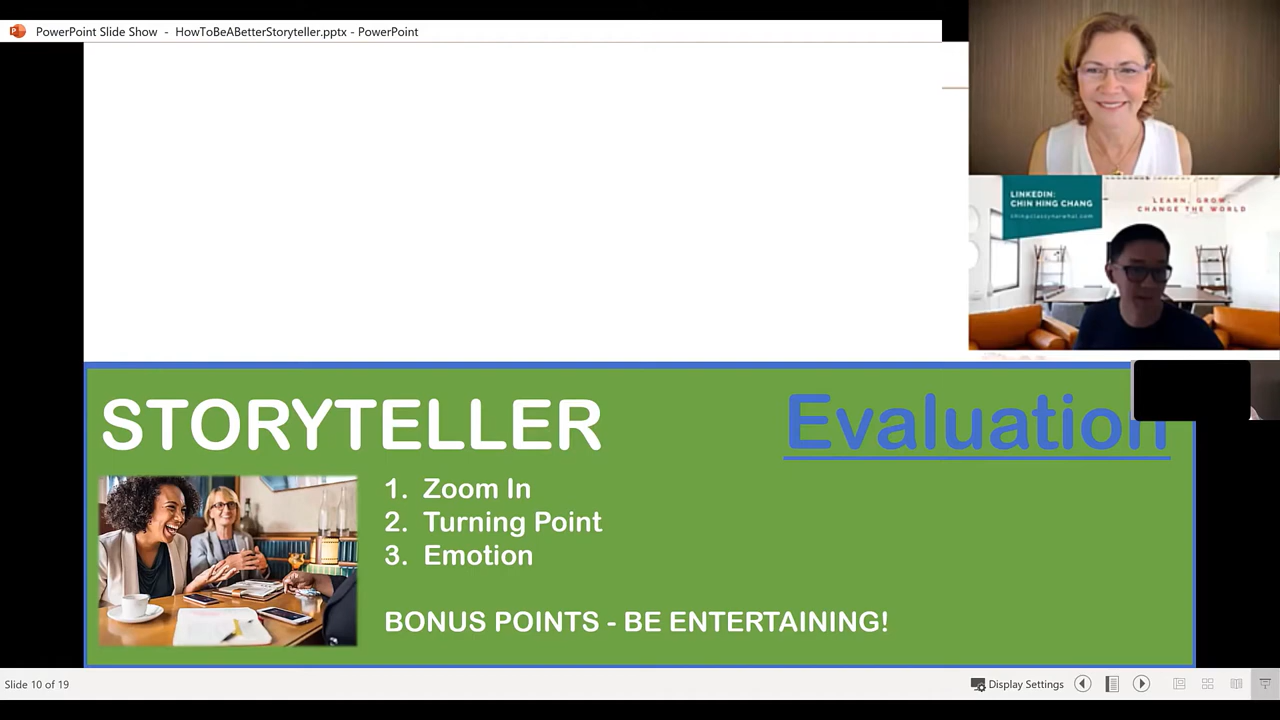 PowerPoint Slide Show - HowToBeABetterStoryteller.pptx - PowerPoint
LINKEDIN:
CHIN HING CHANG
LEARN, GROW,
CHANGE THE WORLD
STORYTELLER
Evaluation
1. Zoom In
2. Turning Point
3. Emotion
BONUS POINTS - BE ENTERTAINING!
Slide 10 of 19
Display Settings